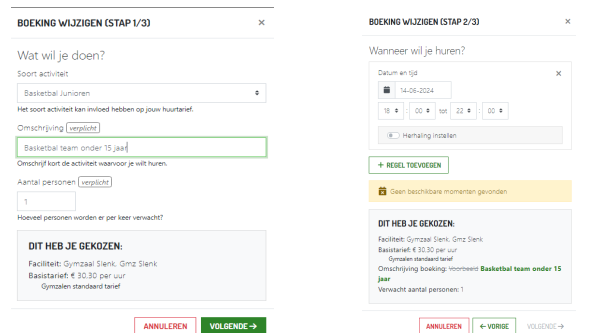 BOEKING WIJZIGEN (STAP 1/3)
Wat wil je doen?
Soort activiteit
Basketbal Junioren
Het soort activiteit kan invloed hebben op jouw huurtarief.
Omschrijving verplicht
Basketbal team onder 15 jaar
Omschrijf kort de activiteit waarvoor je wilt huren.
Aantal personen verplicht
1
Hoeveel personen worden er per keer verwacht?
DIT HEB JE GEKOZEN:
Faciliteit: Gymzaal Slenk, Gmz Slenk
Basistarief: € 30,30 per uur
Gymzalen standaard tarief
ANNULEREN VOLGENDE →
BOEKING WIJZIGEN (STAP 2/3)
Wanneer wil je huren?
Datum en tijd
14-06-2024
18 : 00 tot 22 : 00
Herhaling instellen
+ REGEL TOEVOEGEN
Geen beschikbare momenten gevonden
DIT HEB JE GEKOZEN:
Faciliteit: Gymzaal Slenk, Gmz Slenk
Basistarief: € 30,30 per uur
Gymzalen standaard tarief
Omschrijving boeking: Voorbeeld Basketbal team onder 15
jaar
Verwacht aantal personen: 1
ANNULEREN ← VORIGE VOLGENDE →